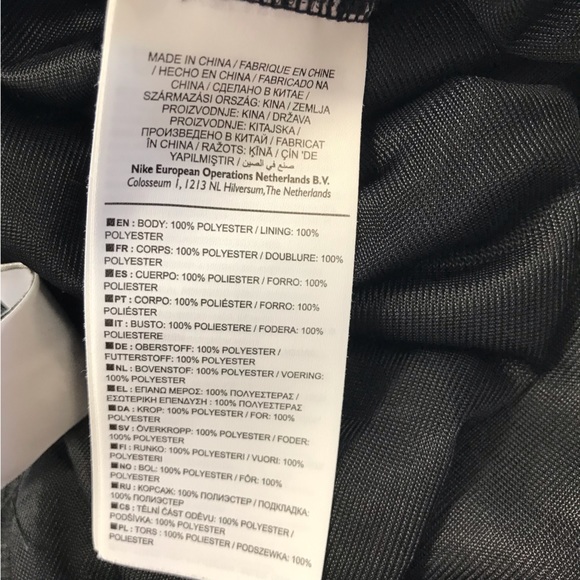 MADE IN CHINA / FABRIQUE EN CHINE
/ HECHO EN CHINA / FABRICADO NA
CHINA / СДЕЛАНО В КИТАЕ /
SZÁRMAZÁSI ORSZÁG: KÍNA / ZEMLJA
PROIZVODNJE: KINA / DRŽAVA
PROIZVODNJE: KITAJSKA /
ПРОИЗВЕДЕНО В КИТАЙ / FABRICAT
ÎN CHINA / RAŽOTS: ĶĪNĀ / ÇİN 'DE
YAPILMIŞTIR / صنع في الصين
Nike European Operations Netherlands B.V.
Colosseum 1, 1213 NL Hilversum, The Netherlands
EN : BODY: 100% POLYESTER / LINING: 100%
POLYESTER
FR : CORPS: 100% POLYESTER / DOUBLURE: 100%
POLYESTER
ES : CUERPO: 100% POLIESTER / FORRO: 100%
POLIESTER
PT : CORPO: 100% POLIÉSTER / FORRO: 100%
POLIÉSTER
IT : BUSTO: 100% POLIESTERE / FODERA: 100%
POLIESTERE
DE : OBERSTOFF: 100% POLYESTER /
FUTTERSTOFF: 100% POLYESTER
NL : BOVENSTOF: 100% POLYESTER / VOERING:
100% POLYESTER
EL : ΕΠΑΝΩ ΜΕΡΟΣ: 100% ΠΟΛΥΕΣΤΕΡΑΣ /
ΕΣΩΤΕΡΙΚΗ ΕΠΕΝΔΥΣΗ : 100% ΠΟΛΥΕΣΤΕΡΑΣ
DA : KROP: 100% POLYESTER / FOR: 100%
POLYESTER
SV : ÖVERKROPP: 100% POLYESTER / FODER:
100% POLYESTER
FI : RUNKO: 100% POLYESTERI / VUORI: 100%
POLYESTERI
NO : BOL: 100% POLYESTER / FÔR: 100%
POLYESTER
RU : КОРСАЖ: 100% ПОЛИЭСТЕР / ПОДКЛАДКА:
100% ПОЛИЭСТЕР
CS : TĚLNÍ ČÁST ODĚVU: 100% POLYESTER /
PODŠÍVKA: 100% POLYESTER
PL : TORS : 100% POLIESTER / PODSZEWKA: 100%
POLIESTER